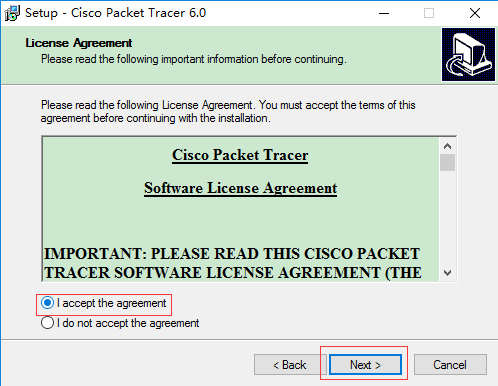 Setup - Cisco Packet Tracer 6.0
License Agreement
Please read the following important information before continuing.
Please read the following License Agreement. You must accept the terms of this
agreement before continuing with the installation.
Cisco Packet Tracer
Software License Agreement
IMPORTANT: PLEASE READ THIS CISCO PACKET
TRACER SOFTWARE LICENSE AGREEMENT (THE
I accept the agreement
I do not accept the agreement
< Back Next > Cancel